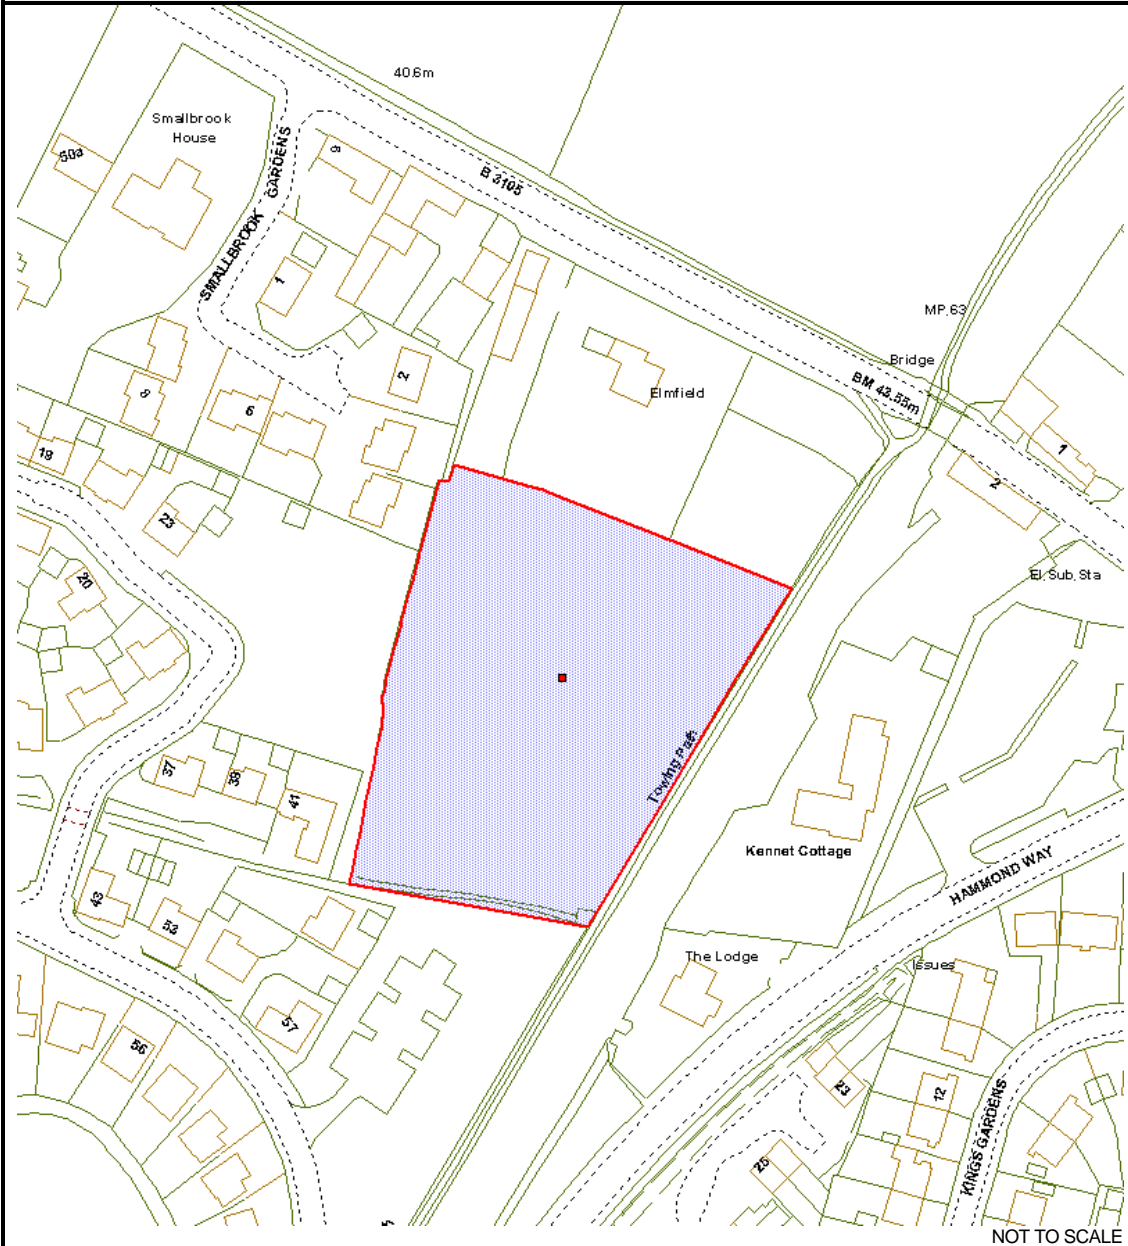 40.6m
Smallbrook
House
50a
SMALLBROOK GARDENS
9
B 3105
1
MP.63
Bridge
BM 43.55m
2
Elmfield
8
6
1
18
2
23
El Sub Sta
20
Towing Path
37
39
41
Kennet Cottage
HAMMOND WAY
43
53
The Lodge
Issues
57
56
23
12
KINGS GARDENS
25
NOT TO SCALE